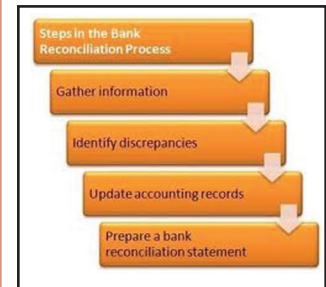 Steps in the Bank
Reconciliation Process
Gather information
Identify discrepancies
Update accounting records
Prepare a bank
reconciliation statement